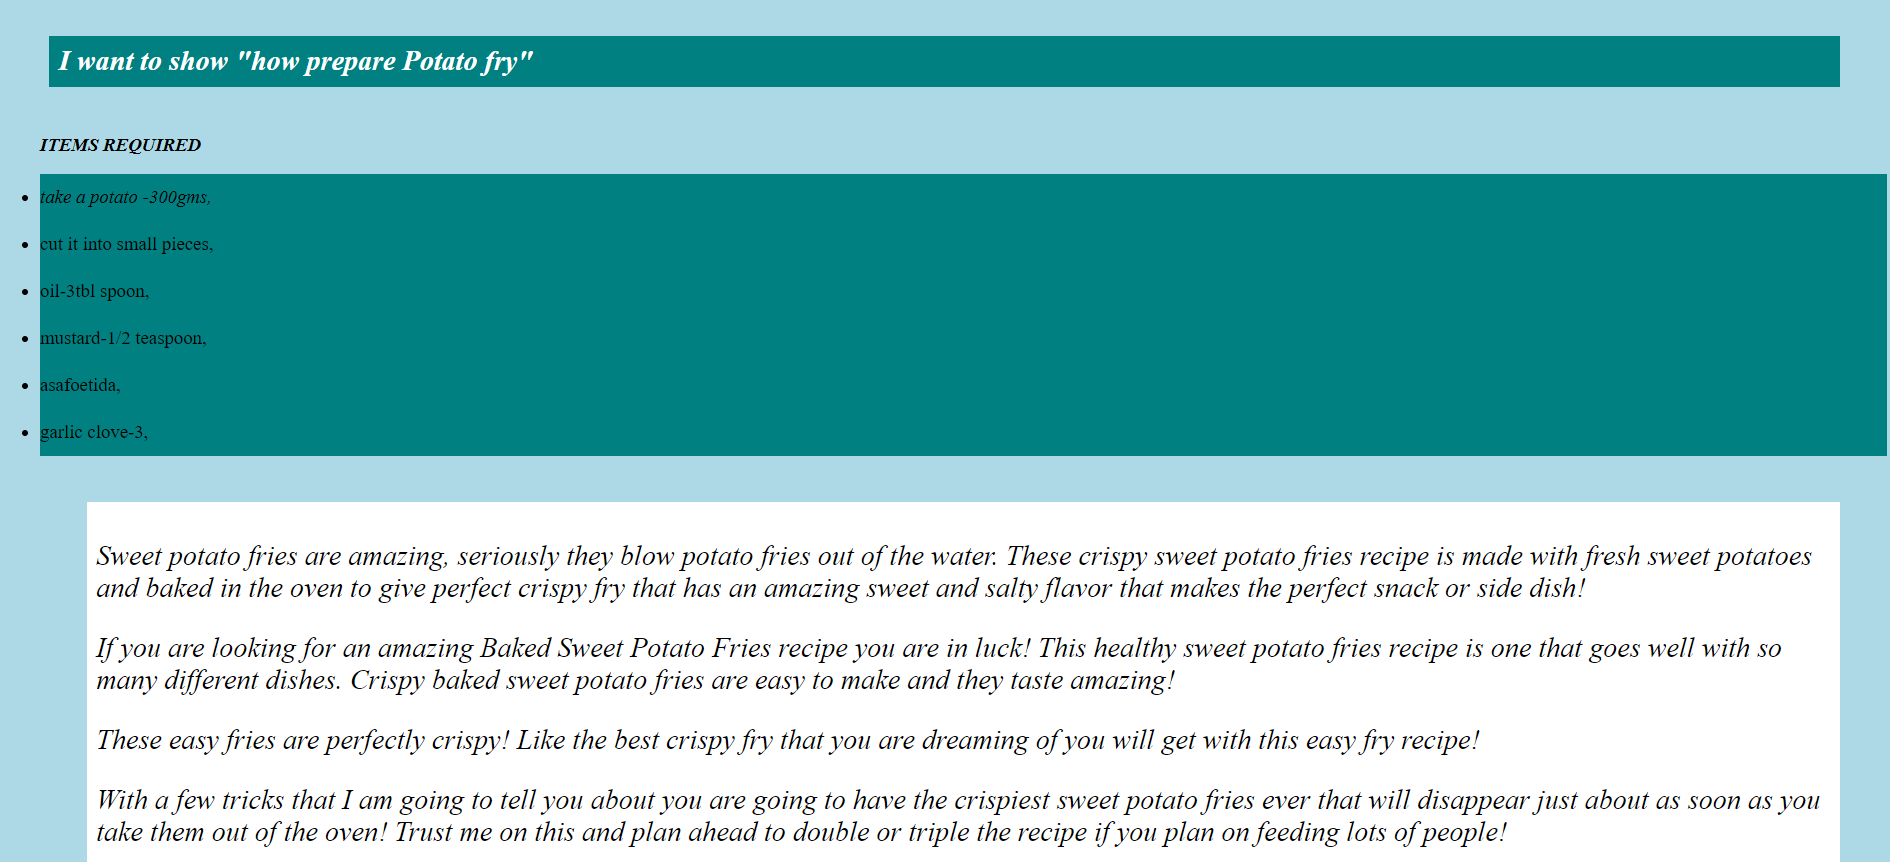 I want to show "how prepare Potato fry"
ITEMS REQUIRED
take a potato -300gms,
cut it into small pieces,
oil-3tbl spoon,
mustard-1/2 teaspoon,
asafoetida,
garlic clove-3,
Sweet potato fries are amazing, seriously they blow potato fries out of the water. These crispy sweet potato fries recipe is made with fresh sweet potatoes
and baked in the oven to give perfect crispy fry that has an amazing sweet and salty flavor that makes the perfect snack or side dish!
If you are looking for an amazing Baked Sweet Potato Fries recipe you are in luck! This healthy sweet potato fries recipe is one that goes well with so
many different dishes. Crispy baked sweet potato fries are easy to make and they taste amazing!
These easy fries are perfectly crispy! Like the best crispy fry that you are dreaming of you will get with this easy fry recipe!
With a few tricks that I am going to tell you about you are going to have the crispiest sweet potato fries ever that will disappear just about as soon as you
take them out of the oven! Trust me on this and plan ahead to double or triple the recipe if you plan on feeding lots of people!